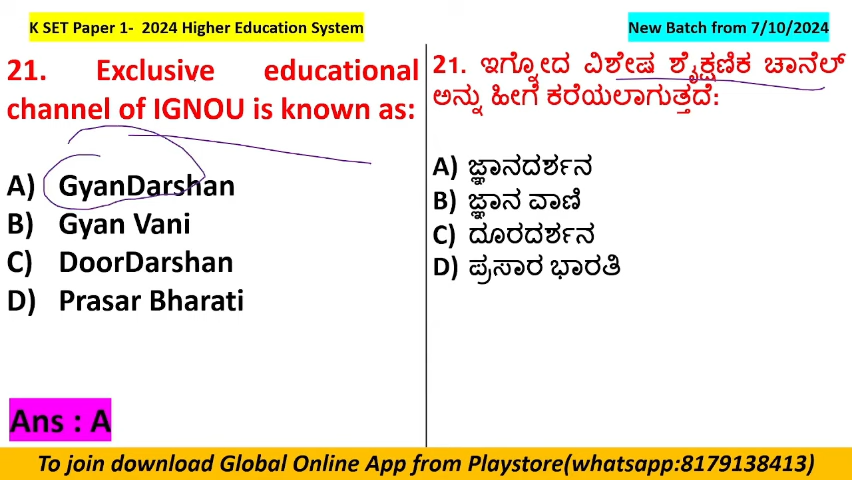 K SET Paper 1-  2024 Higher Education System
New Batch from 7/10/2024
21. Exclusive educational
channel of IGNOU is known as:
A) GyanDarshan
B) Gyan Vani
C) DoorDarshan
D) Prasar Bharati
Ans : A
21. ಇಗ್ನೋದ ವಿಶೇಷ ಶೈಕ್ಷಣಿಕ ಚಾನೆಲ್
ಅನ್ನು ಹೀಗೆ ಕರೆಯಲಾಗುತ್ತದೆ:
A) ಜ್ಞಾನದರ್ಶನ
B) ಜ್ಞಾನ ವಾಣಿ
C) ದೂರದರ್ಶನ
D) ಪ್ರಸಾರ ಭಾರತಿ
To join download Global Online App from Playstore(whatsapp:8179138413)